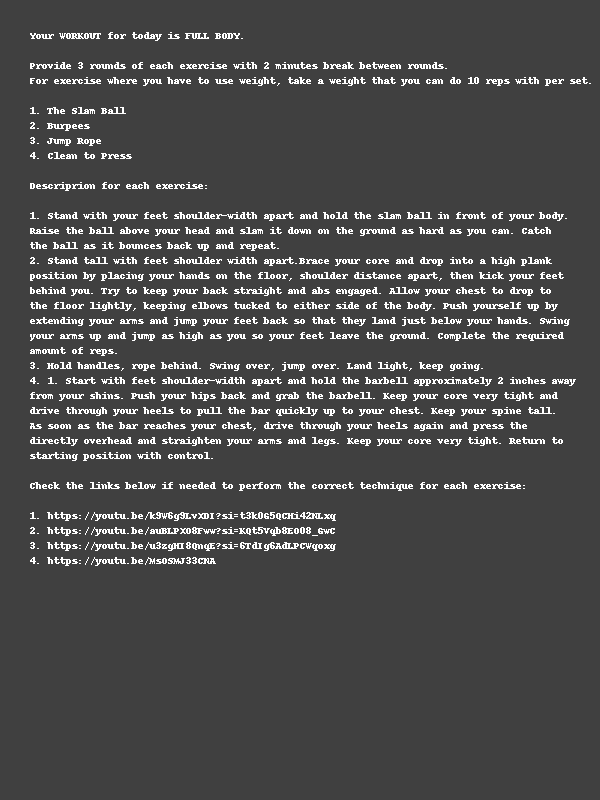 Your WORKOUT for today is FULL BODY.
Provide 3 rounds of each exercise with 2 minutes break between rounds.
For exercise where you have to use weight, take a weight that you can do 10 reps with per set.
1. The Slam Ball
2. Burpees
3. Jump Rope
4. Clean to Press
Descriprion for each exercise:
1. Stand with your feet shoulder-width apart and hold the slam ball in front of your body.
Raise the ball above your head and slam it down on the ground as hard as you can. Catch
the ball as it bounces back up and repeat.
2. Stand tall with feet shoulder width apart.Brace your core and drop into a high plank
position by placing your hands on the floor, shoulder distance apart, then kick your feet
behind you. Try to keep your back straight and abs engaged. Allow your chest to drop to
the floor lightly, keeping elbows tucked to either side of the body. Push yourself up by
extending your arms and jump your feet back so that they land just below your hands. Swing
your arms up and jump as high as you so your feet leave the ground. Complete the required
amount of reps.
3. Hold handles, rope behind. Swing over, jump over. Land light, keep going.
4. 1. Start with feet shoulder-width apart and hold the barbell approximately 2 inches away
from your shins. Push your hips back and grab the barbell. Keep your core very tight and
drive through your heels to pull the bar quickly up to your chest. Keep your spine tall.
As soon as the bar reaches your chest, drive through your heels again and press the
directly overhead and straighten your arms and legs. Keep your core very tight. Return to
starting position with control.
Check the links below if needed to perform the correct technique for each exercise:
1. https://youtu.be/k9W6g9LvXDI?si=t3k0G5QCHi42NLxq
2. https://youtu.be/auBLPXO8Fww?si=KQt5Vqb8Eo08_GwC
3. https://youtu.be/u3zgHI8QnqE?si=6TdIg6AdLPCWqoxg
4. https://youtu.be/MsOSMJ33CNA